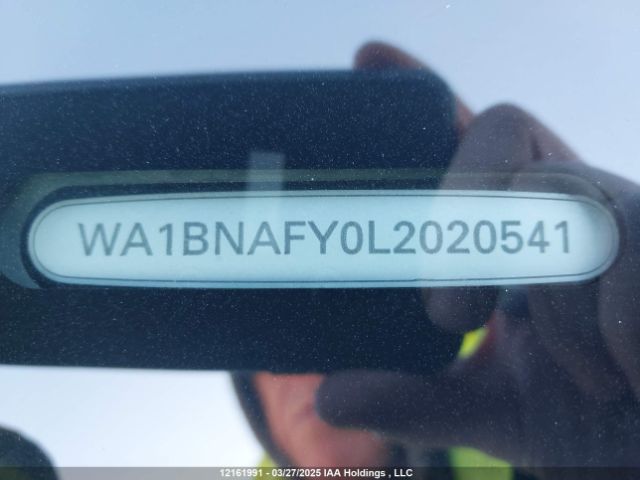 WA1BNAFY0L2020541
12161991 - 03/27/2025 IAA Holdings , LLC